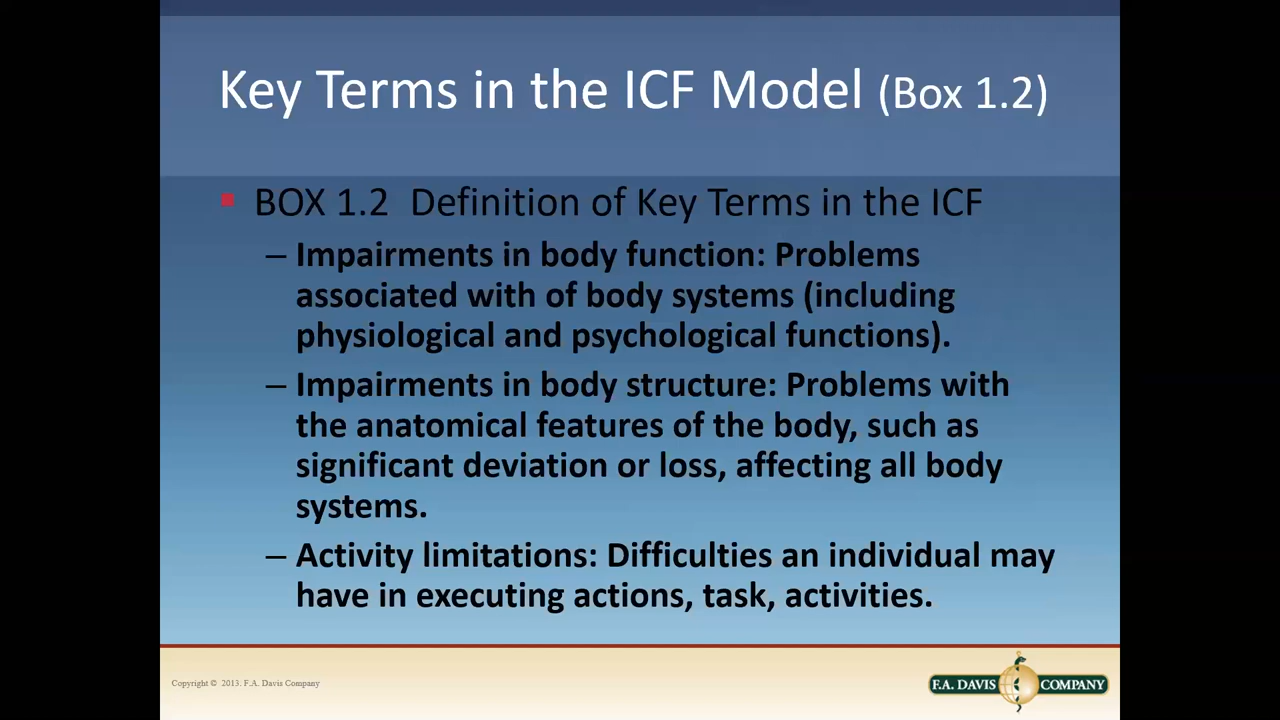 Key Terms in the ICF Model (Box 1.2)
▪ BOX 1.2  Definition of Key Terms in the ICF
– Impairments in body function: Problems
associated with of body systems (including
physiological and psychological functions).
– Impairments in body structure: Problems with
the anatomical features of the body, such as
significant deviation or loss, affecting all body
systems.
– Activity limitations: Difficulties an individual may
have in executing actions, task, activities.
Copyright © 2013. F.A. Davis Company
F.A. DAVIS COMPANY